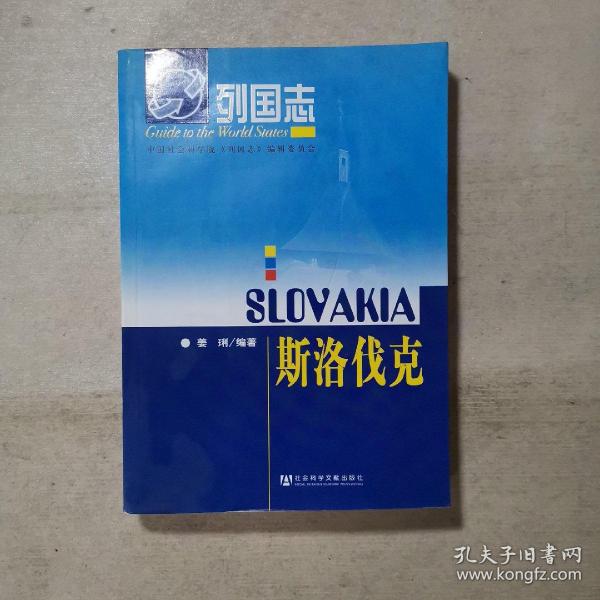 列国志
Guide to the World States
中国社会科学院《列国志》编辑委员会
SLOVAKIA
●姜 琍/编著
斯洛伐克
社会科学文献出版社
孔夫子旧书网
www.kongfz.com